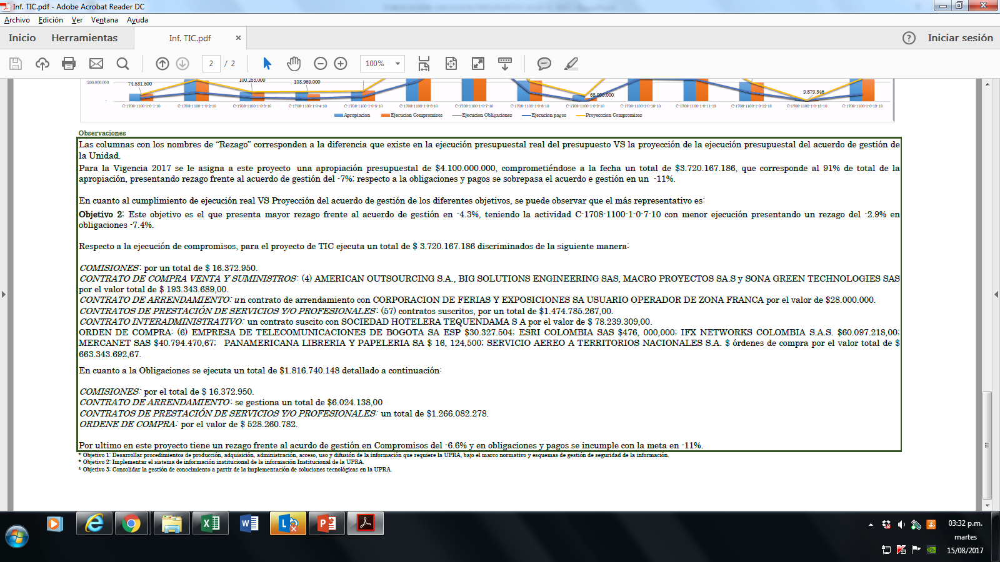 Inf. TIC.pdf - Adobe Acrobat Reader DC
Archivo Edición Ver Ventana Ayuda
Inicio Herramientas Inf. TIC.pdf × ? Iniciar sesión
2 / 2 100%
200.000.000 74.531.500 100.253.000 103.969.000 65.000.000 9.879.346
-
C-1708-1100-1-0-1-10 C-1708-1100-1-0-2-10 C-1708-1100-1-0-3-10 C-1708-1100-1-0-4-10 C-1708-1100-1-0-5-10 C-1708-1100-1-0-6-10 C-1708-1100-1-0-7-10 C-1708-1100-1-0-8-10 C-1708-1100-1-0-9-10 C-1708-1100-1-0-10-10 C-1708-1100-1-0-11-13 C-1708-1100-1-0-12-13 C-1708-1100-1-0-13-10 C-1708-1100-1-0-13-13
Apropiacion Ejecucion Compromisos Ejecucion Obligaciones Ejecucion pagos Proyecccion Compromisos
Observaciones
Las columnas con los nombres de “Rezago” corresponden a la diferencia que existe en la ejecución presupuestal real del presupuesto VS la proyección de la ejecución presupuestal del acuerdo de gestión de
la Unidad.
Para la Vigencia 2017 se le asigna a este proyecto una apropiación presupuestal de $4.100.000.000, comprometiéndose a la fecha un total de $3.720.167.186, que corresponde al 91% de total de la
apropiación, presentando rezago frente al acuerdo de gestión del -7%; respecto a la obligaciones y pagos se sobrepasa el acuerdo e gestión en un -11%.
En cuanto al cumplimiento de ejecución real VS Proyección del acuerdo de gestión de los diferentes objetivos, se puede observar que el más representativo es:
Objetivo 2: Este objetivo es el que presenta mayor rezago frente al acuerdo de gestión en -4.3%, teniendo la actividad C-1708-1100-1-0-7-10 con menor ejecución presentando un rezago del -2.9% en
obligaciones -7.4%.
Respecto a la ejecución de compromisos, para el proyecto de TIC ejecuta un total de $ 3.720.167.186 discriminados de la siguiente manera:
COMISIONES: por un total de $ 16.372.950.
CONTRATO DE COMPRA VENTA Y SUMINISTROS: (4) AMERICAN OUTSOURCING S.A., BIG SOLUTIONS ENGINEERING SAS, MACRO PROYECTOS SA.S y SONA GREEN TECHNOLOGIES SAS
por el valor total de $ 193.343.689,00.
CONTRATO DE ARRENDAMIENTO: un contrato de arrendamiento con CORPORACION DE FERIAS Y EXPOSICIONES SA USUARIO OPERADOR DE ZONA FRANCA por el valor de $28.000.000.
CONTRATOS DE PRESTACIÓN DE SERVICIOS Y/O PROFESIONALES: (57) contratos suscritos, por un total de $1.474.785.267,00.
CONTRATO INTERADMINISTRATIVO: un contrato suscito con SOCIEDAD HOTELERA TEQUENDAMA S A por el valor de $ 78.239.309,00.
ORDEN DE COMPRA: (6) EMPRESA DE TELECOMUNICACIONES DE BOGOTA SA ESP $30.327.504; ESRI COLOMBIA SAS $476, 000,000; IFX NETWORKS COLOMBIA S.A.S. $60.097.218,00;
MERCANET SAS $40.794.470,67; PANAMERICANA LIBRERIA Y PAPELERIA SA $ 16, 124,500; SERVICIO AEREO A TERRITORIOS NACIONALES S.A. $ órdenes de compra por el valor total de $
663.343.692,67.
En cuanto a la Obligaciones se ejecuta un total de $1.816.740.148 detallado a continuación:
COMISIONES: por el total de $ 16.372.950.
CONTRATO DE ARRENDAMIENTO: se gestiona un total de $6.024.138,00
CONTRATOS DE PRESTACIÓN DE SERVICIOS Y/O PROFESIONALES: un total de $1.266.082.278.
ORDENE DE COMPRA: por el valor de $ 528.260.782.
Por ultimo en este proyecto tiene un rezago frente al acurdo de gestión en Compromisos del -6.6% y en obligaciones y pagos se incumple con la meta en -11%.
* Objetivo 1: Desarrollar procedimientos de producción, adquisición, administración, acceso, uso y difusión de la información que requiere la UPRA, bajo el marco normativo y esquemas de gestión de seguridad de la información.
* Objetivo 2: Implementar el sistema de información institucional de la información Institucional de la UPRA.
* Objetivo 3: Consolidar la gestión de conocimiento a partir de la implementación de soluciones tecnológicas en la UPRA.
03:32 p.m.
martes
15/08/2017